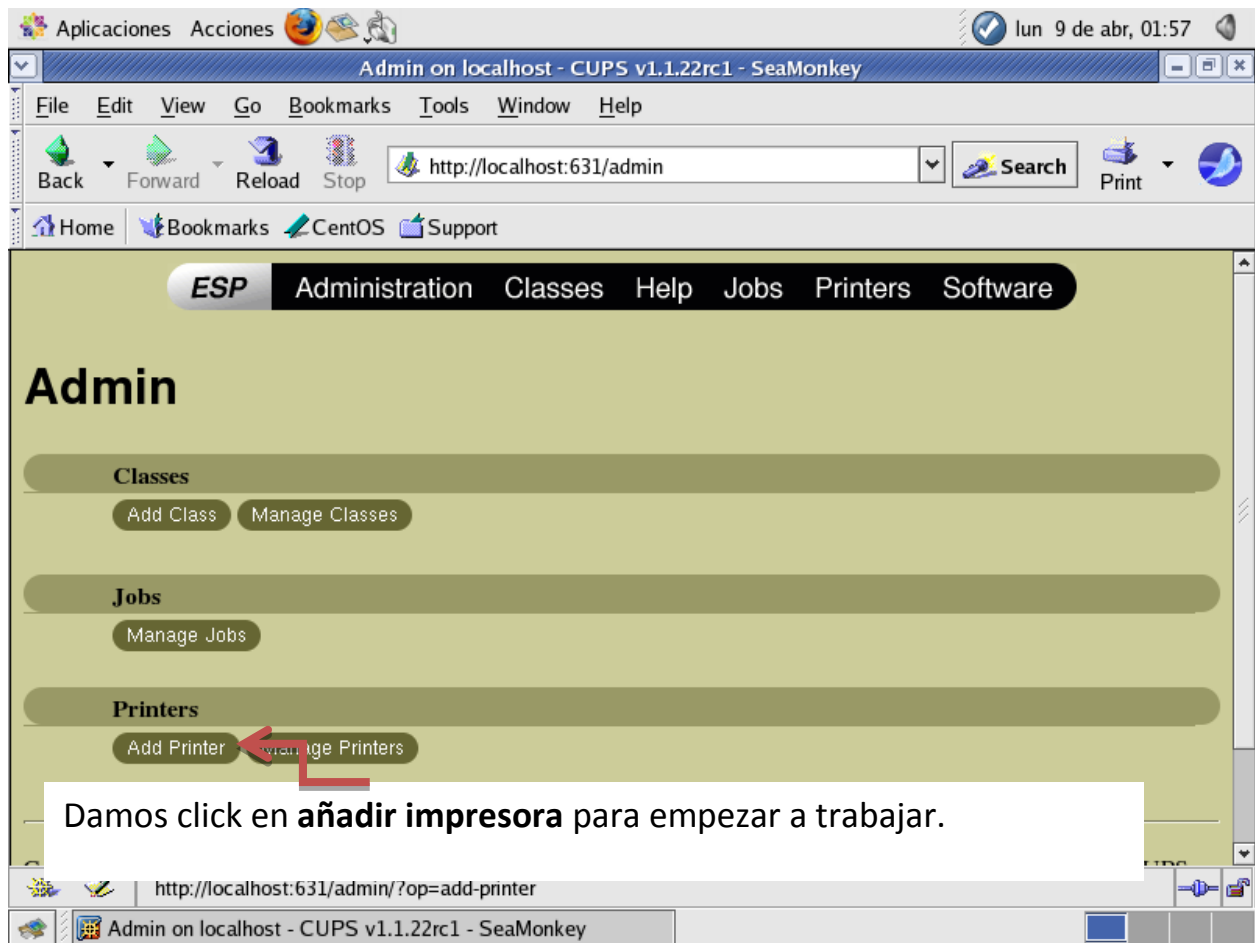 Aplicaciones Acciones lun 9 de abr, 01:57
Admin on localhost - CUPS v1.1.22rc1 - SeaMonkey
File Edit View Go Bookmarks Tools Window Help
Back Forward Reload Stop http://localhost:631/admin Search Print
Home Bookmarks CentOS Support
ESP Administration Classes Help Jobs Printers Software
Admin
Classes
Add Class Manage Classes
Jobs
Manage Jobs
Printers
Add Printer Manage Printers
Damos click en añadir impresora para empezar a trabajar.
http://localhost:631/admin/?op=add-printer
Admin on localhost - CUPS v1.1.22rc1 - SeaMonkey